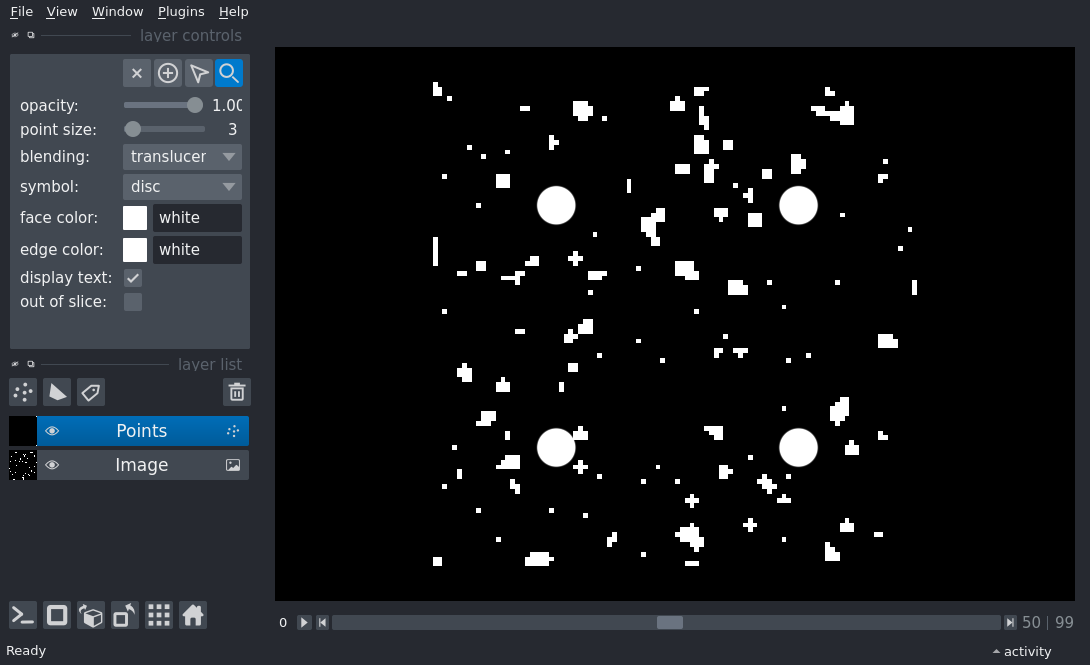 File View Window Plugins Help
layer controls
opacity: 1.00
point size: 3
blending: translucer
symbol: disc
face color: white
edge color: white
display text:
out of slice:
layer list
Points
Image
0 50 | 99
Ready activity